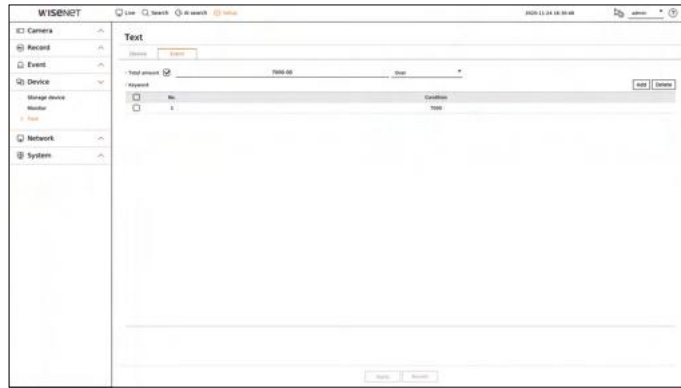 WISENET
Live Search AI search Setup 2020-11-24 16:36:48 admin
Camera
Record
Event
Device
Storage device
Monitor
Text
Network
System
Text
Device Event
Total amount 7000.00 Over
Keyword Add Delete
No. Condition
1 7000
Apply Revert